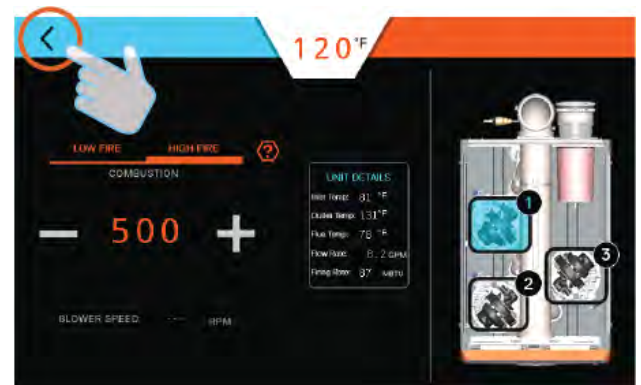 120°F
LOW FIRE HIGH FIRE ?
COMBUSTION
500
BLOWER SPEED: --- RPM
UNIT DETAILS
Inlet Temp: 81 °F
Outlet Temp: 131°F
Flue Temp: 78 °F
Flow Rate: 8.2 GPM
Firing Rate: 87 MBTU
1
2
3